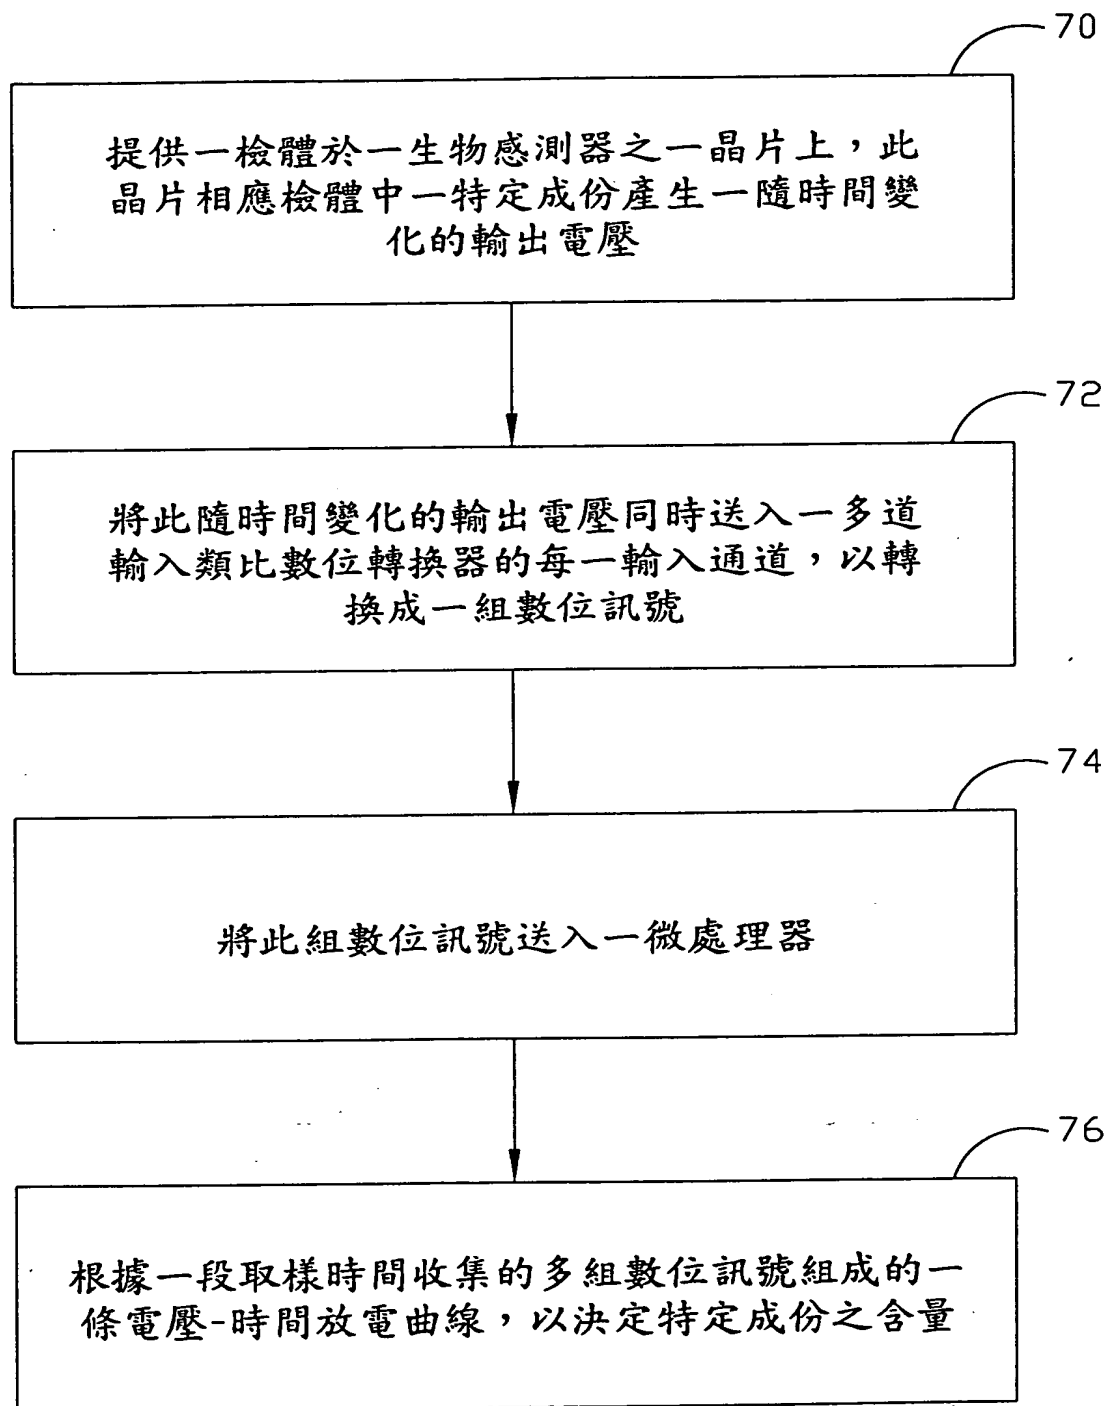 70
提供一檢體於一生物感測器之一晶片上，此
晶片相應檢體中一特定成份產生一隨時間變
化的輸出電壓
72
將此隨時間變化的輸出電壓同時送入一多道
輸入類比數位轉換器的每一輸入通道，以轉
換成一組數位訊號
74
將此組數位訊號送入一微處理器
76
根據一段取樣時間收集的多組數位訊號組成的一
條電壓-時間放電曲線，以決定特定成份之含量